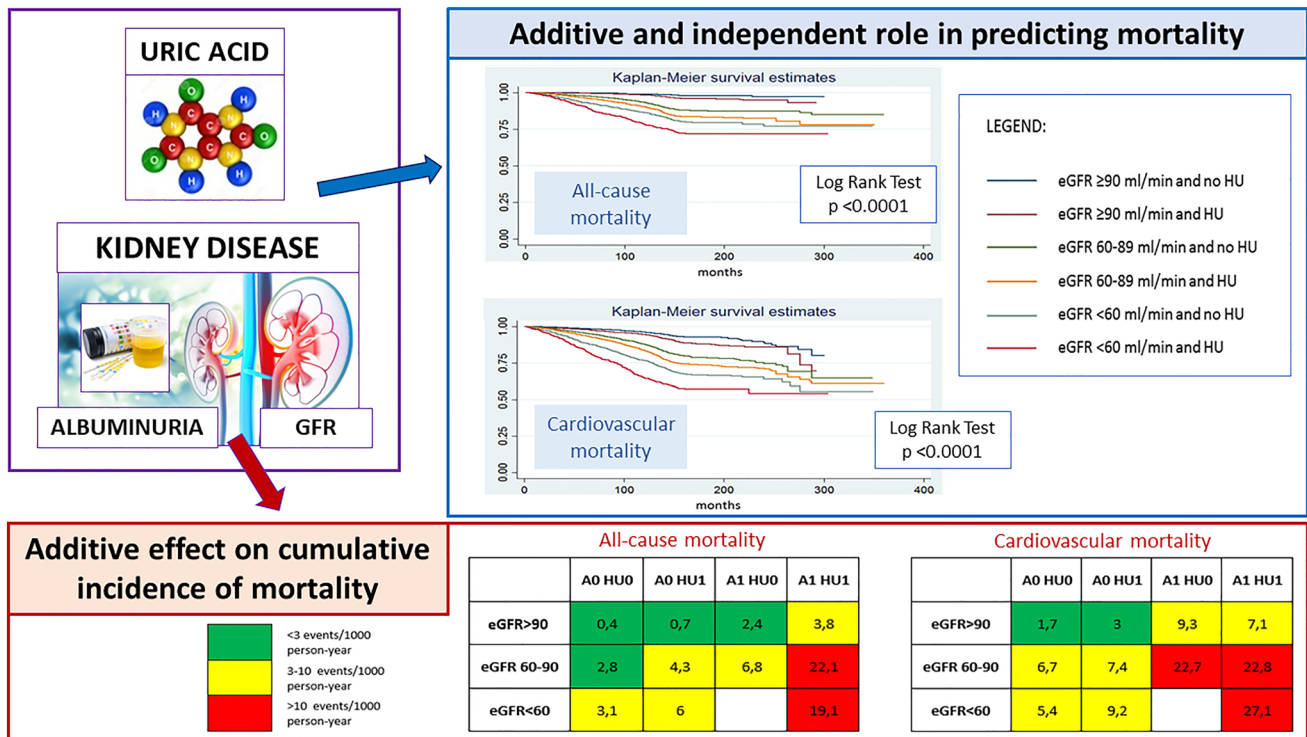 URIC ACID
O
H
C
H
N
N
C
C
O
O
C
C
N
N
H
H
KIDNEY DISEASE
ALBUMINURIA
GFR
Additive and independent role in predicting mortality
Kaplan-Meier survival estimates
1.00
0.75
0.50
0.25
0.00
0 100 200 300 400
months
All-cause
mortality
Log Rank Test
p <0.0001
Kaplan-Meier survival estimates
1.00
0.75
0.50
0.25
0.00
0 100 200 300 400
months
Cardiovascular
mortality
Log Rank Test
p <0.0001
LEGEND:
eGFR ≥90 ml/min and no HU
eGFR ≥90 ml/min and HU
eGFR 60-89 ml/min and no HU
eGFR 60-89 ml/min and HU
eGFR <60 ml/min and no HU
eGFR <60 ml/min and HU
Additive effect on cumulative
incidence of mortality
<3 events/1000
person-year
3-10 events/1000
person-year
>10 events/1000
person-year
All-cause mortality
A0 HU0 A0 HU1 A1 HU0 A1 HU1
eGFR>90 0,4 0,7 2,4 3,8
eGFR 60-90 2,8 4,3 6,8 22,1
eGFR<60 3,1 6 19,1
Cardiovascular mortality
A0 HU0 A0 HU1 A1 HU0 A1 HU1
eGFR>90 1,7 3 9,3 7,1
eGFR 60-90 6,7 7,4 22,7 22,8
eGFR<60 5,4 9,2 27,1